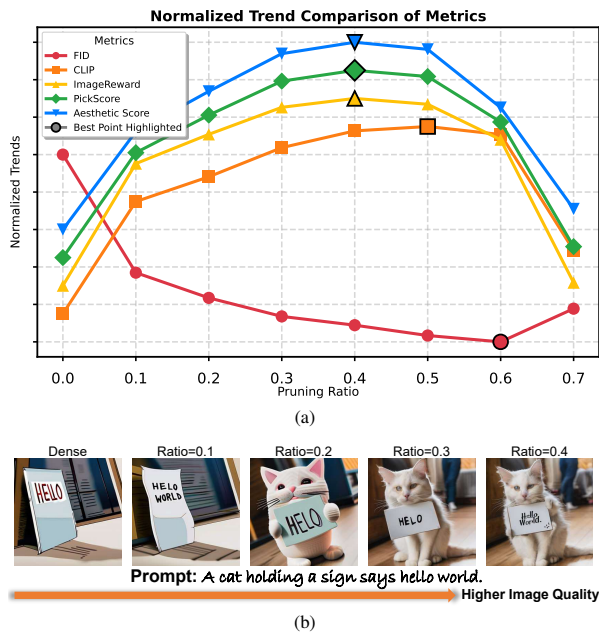 Normalized Trend Comparison of Metrics
Normalized Trends
Metrics
FID
CLIP
ImageReward
PickScore
Aesthetic Score
Best Point Highlighted
0.0 0.1 0.2 0.3 0.4 0.5 0.6 0.7
Pruning Ratio
(a)
Dense Ratio=0.1 Ratio=0.2 Ratio=0.3 Ratio=0.4
HELLO
HELLO
WORLD
HELO
HELO
Hello
World.
Prompt: A cat holding a sign says hello world.
Higher Image Quality
(b)